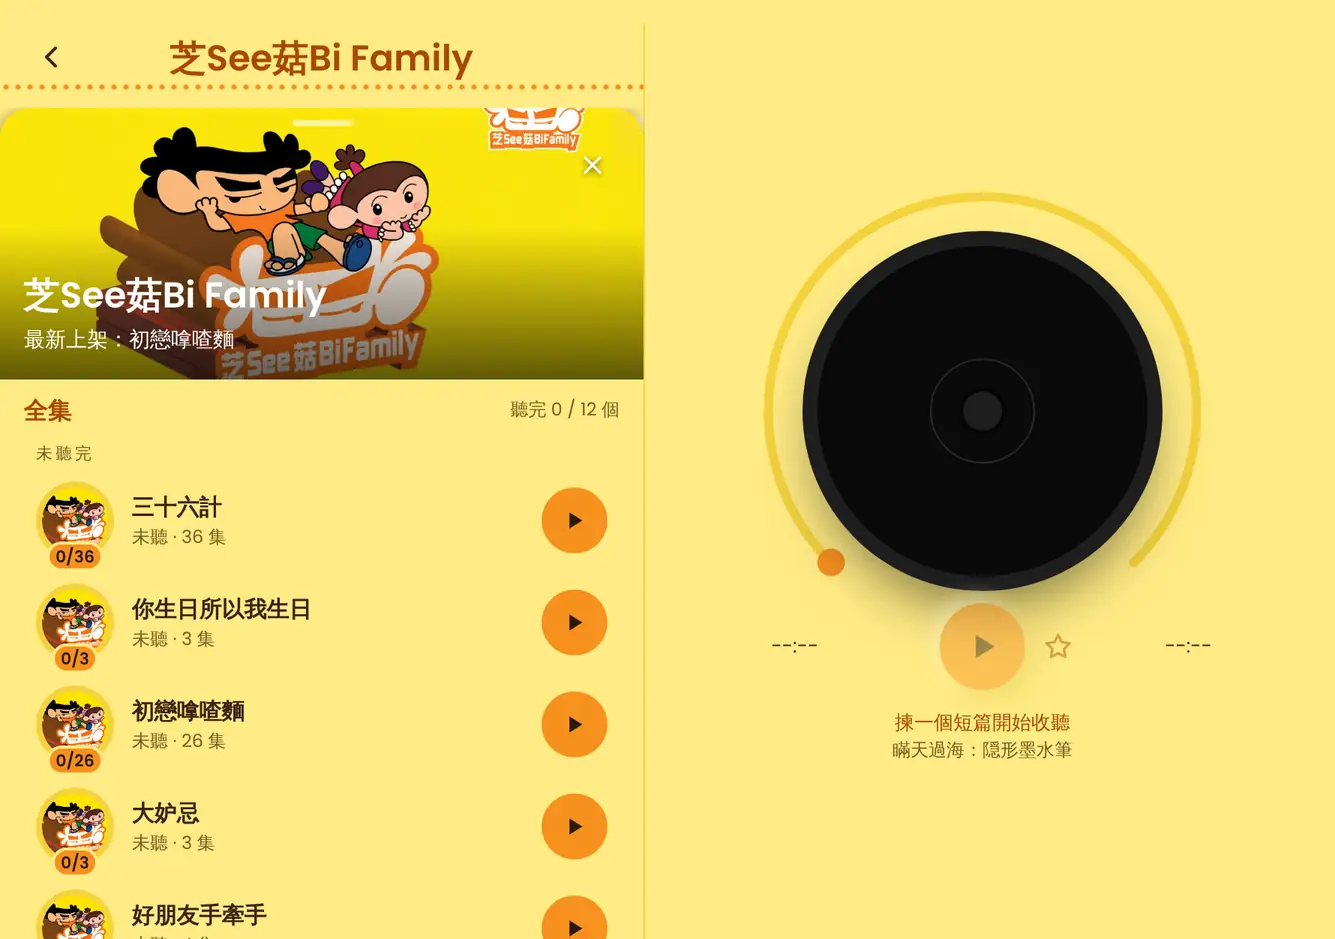 芝See菇Bi Family
芝See菇BiFamily
芝See菇Bi Family
最新上架：初戀嗱喳麵
芝See菇BiFamily
全集
聽完 0 / 12 個
未聽完
三十六計
未聽 · 36 集
0/36
你生日所以我生日
未聽 · 3 集
0/3
初戀嗱喳麵
未聽 · 26 集
0/26
大妒忌
未聽 · 3 集
0/3
好朋友手牽手
--:--
--:--
揀一個短篇開始收聽
瞞天過海：隱形墨水筆